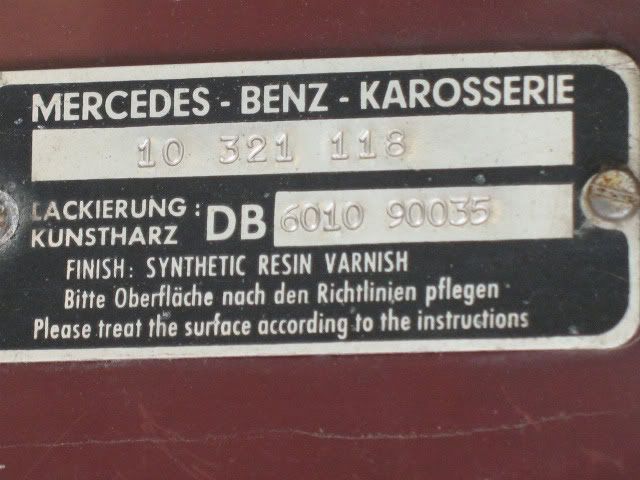 MERCEDES - BENZ - KAROSSERIE
10 321 118
LACKIERUNG :
KUNSTHARZ DB 6010 90035
FINISH: SYNTHETIC RESIN VARNISH
Bitte Oberfläche nach den Richtlinien pflegen
Please treat the surface according to the instructions